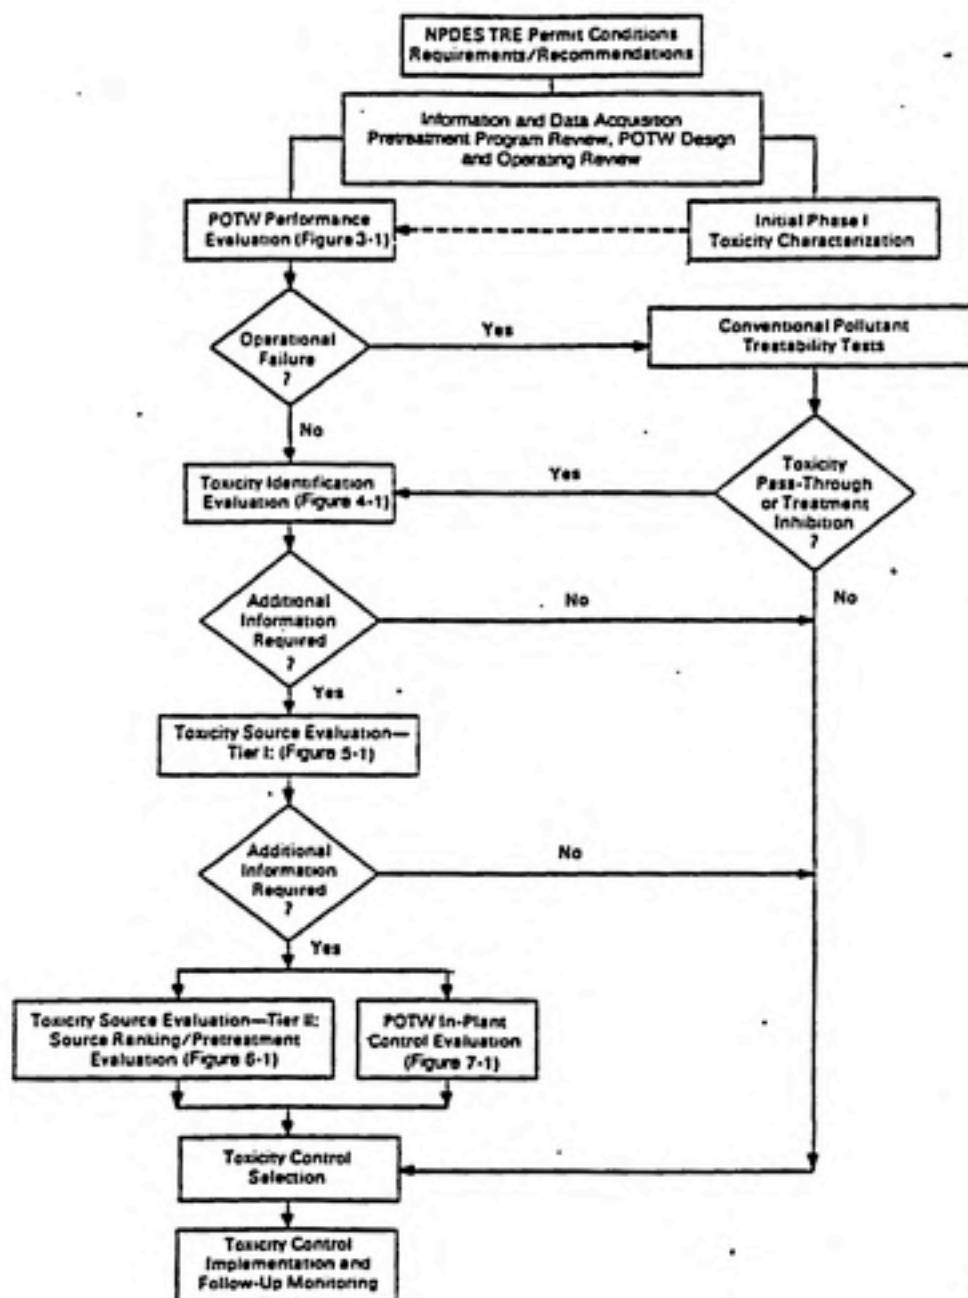 NPDES TRE Permit Conditions
Requirements/Recommendations
Information and Data Acquisition
Pretreatment Program Review, POTW Design
and Operating Review
POTW Performance
Evaluation (Figure 3-1)
Initial Phase I
Toxicity Characterization
Operational
Failure
?
Yes
Conventional Pollutant
Treatability Tests
No
Toxicity Identification
Evaluation (Figure 4-1)
Yes
Toxicity
Pass-Through
or Treatment
Inhibition
?
Additional
Information
Required
?
No
No
Yes
Toxicity Source Evaluation—
Tier I: (Figure 5-1)
Additional
Information
Required
?
No
Yes
Toxicity Source Evaluation—Tier II:
Source Ranking/Pretreatment
Evaluation (Figure 6-1)
POTW In-Plant
Control Evaluation
(Figure 7-1)
Toxicity Control
Selection
Toxicity Control
Implementation and
Follow-Up Monitoring